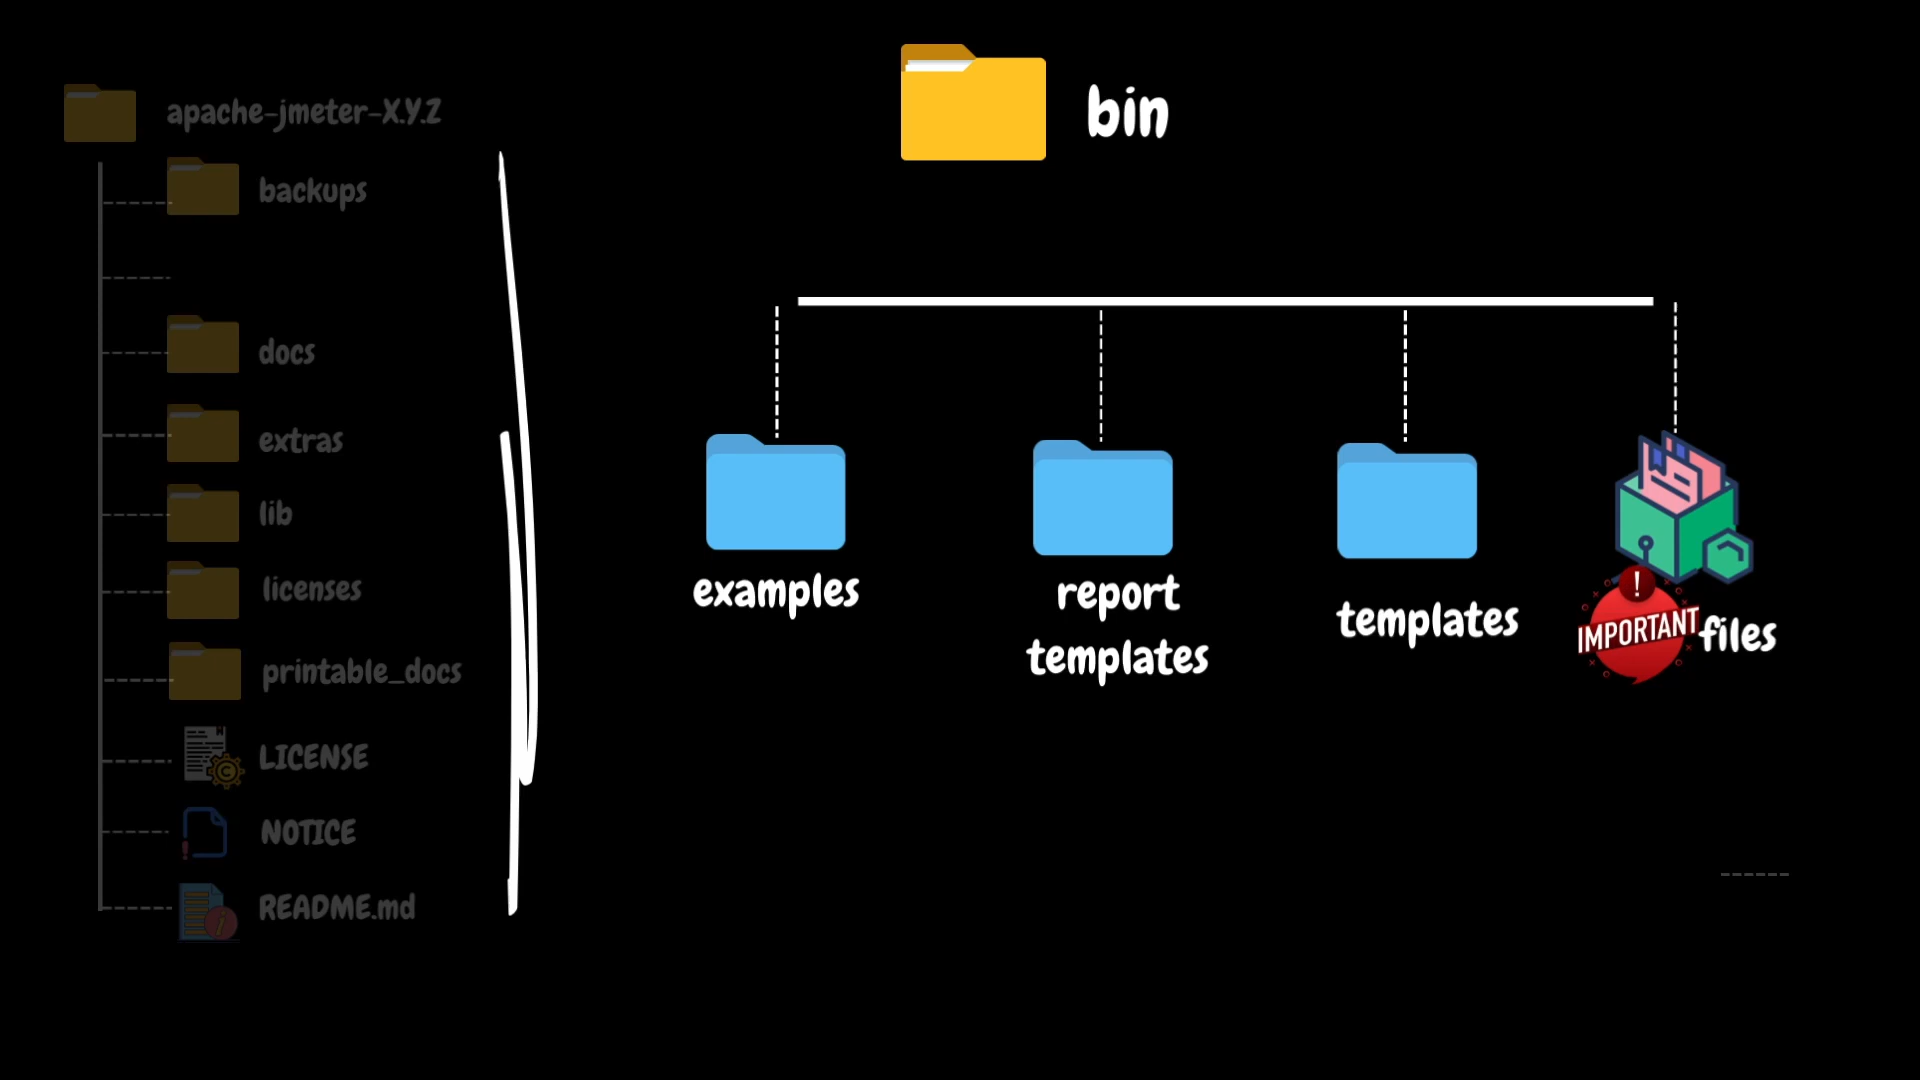 apache-jmeter-X.Y.Z
backups
docs
extras
lib
licenses
printable_docs
LICENSE
NOTICE
README.md
bin
examples
report
templates
templates
IMPORTANT
files